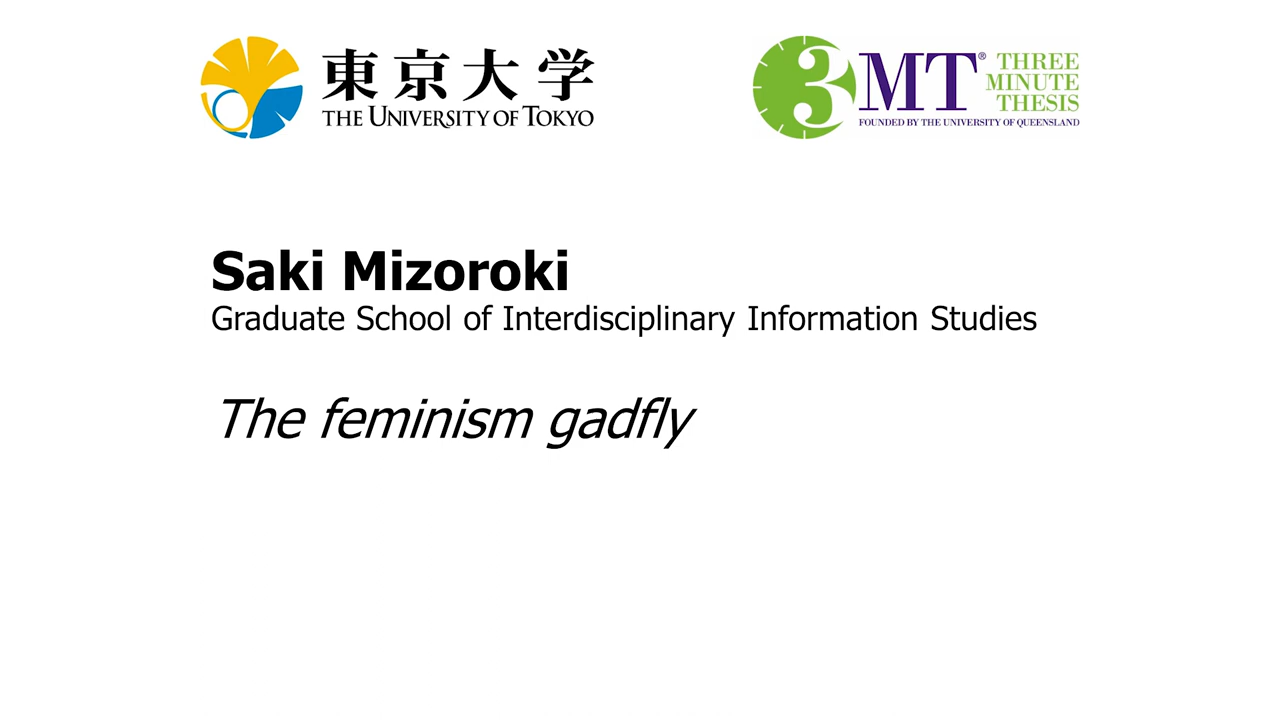 東京大学
THE UNIVERSITY OF TOKYO
3MT® THREE MINUTE THESIS
FOUNDED BY THE UNIVERSITY OF QUEENSLAND
Saki Mizoroki
Graduate School of Interdisciplinary Information Studies
The feminism gadfly